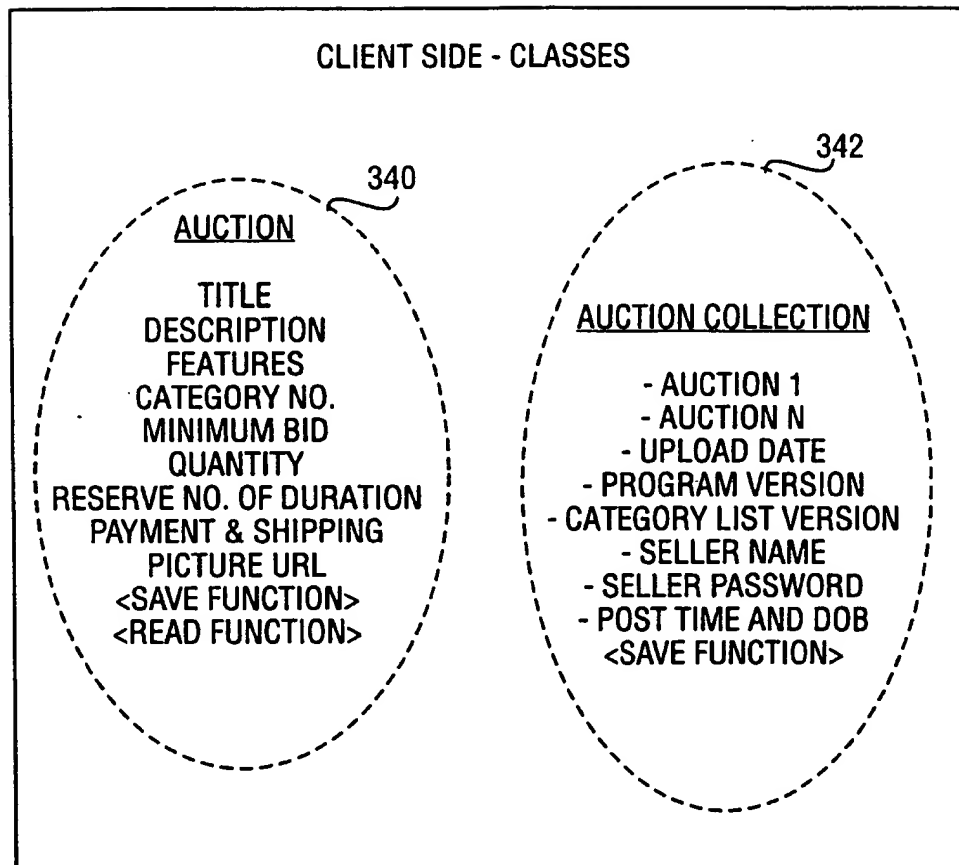 CLIENT SIDE - CLASSES
340
AUCTION
TITLE
DESCRIPTION
FEATURES
CATEGORY NO.
MINIMUM BID
QUANTITY
RESERVE NO. OF DURATION
PAYMENT & SHIPPING
PICTURE URL
<SAVE FUNCTION>
<READ FUNCTION>
342
AUCTION COLLECTION
- AUCTION 1
- AUCTION N
- UPLOAD DATE
- PROGRAM VERSION
- CATEGORY LIST VERSION
- SELLER NAME
- SELLER PASSWORD
- POST TIME AND DOB
<SAVE FUNCTION>